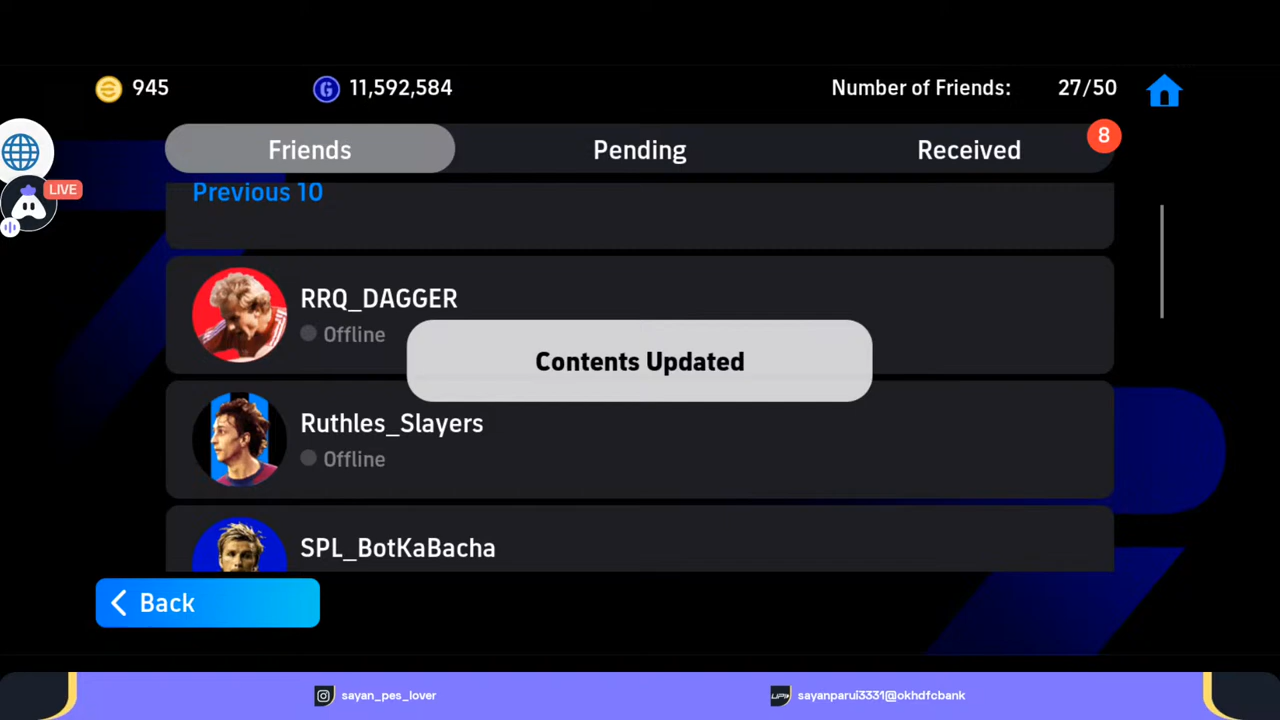 945
11,592,584
Number of Friends: 27/50
Friends
Pending
Received
8
LIVE
Previous 10
RRQ_DAGGER
Offline
Contents Updated
Ruthles_Slayers
Offline
SPL_BotKaBacha
Back
sayan_pes_lover
UPI
sayanparui3331@okhdfcbank